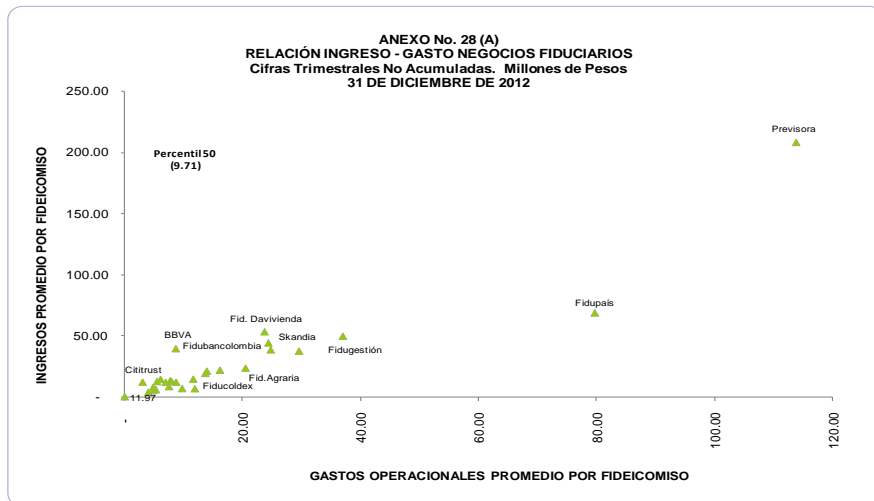 ANEXO No. 28 (A)
RELACIÓN INGRESO - GASTO NEGOCIOS FIDUCIARIOS
Cifras Trimestrales No Acumuladas. Millones de Pesos
31 DE DICIEMBRE DE 2012
INGRESOS PROMEDIO POR FIDEICOMISO
250.00
200.00
150.00
100.00
50.00
-
Percentil 50
(9.71)
Previsora
Fidupaís
Fid. Davivienda
BBVA
Fidubancolombia
Skandia
Fidugestión
Cititrust
Fid.Agraria
Fiducoldex
11.97
-
20.00
40.00
60.00
80.00
100.00
120.00
GASTOS OPERACIONALES PROMEDIO POR FIDEICOMISO